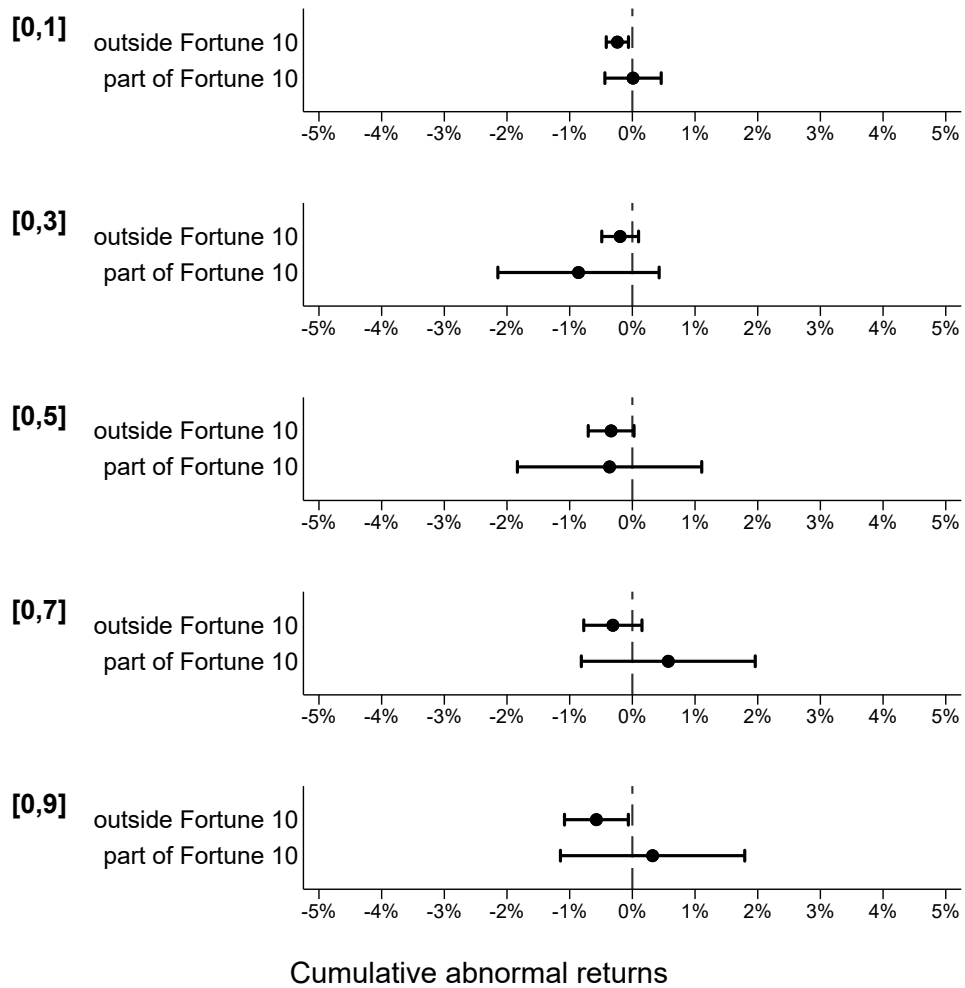 [0,1]
outside Fortune 10
part of Fortune 10
-5% -4% -3% -2% -1% 0% 1% 2% 3% 4% 5%
[0,3]
outside Fortune 10
part of Fortune 10
-5% -4% -3% -2% -1% 0% 1% 2% 3% 4% 5%
[0,5]
outside Fortune 10
part of Fortune 10
-5% -4% -3% -2% -1% 0% 1% 2% 3% 4% 5%
[0,7]
outside Fortune 10
part of Fortune 10
-5% -4% -3% -2% -1% 0% 1% 2% 3% 4% 5%
[0,9]
outside Fortune 10
part of Fortune 10
-5% -4% -3% -2% -1% 0% 1% 2% 3% 4% 5%
Cumulative abnormal returns